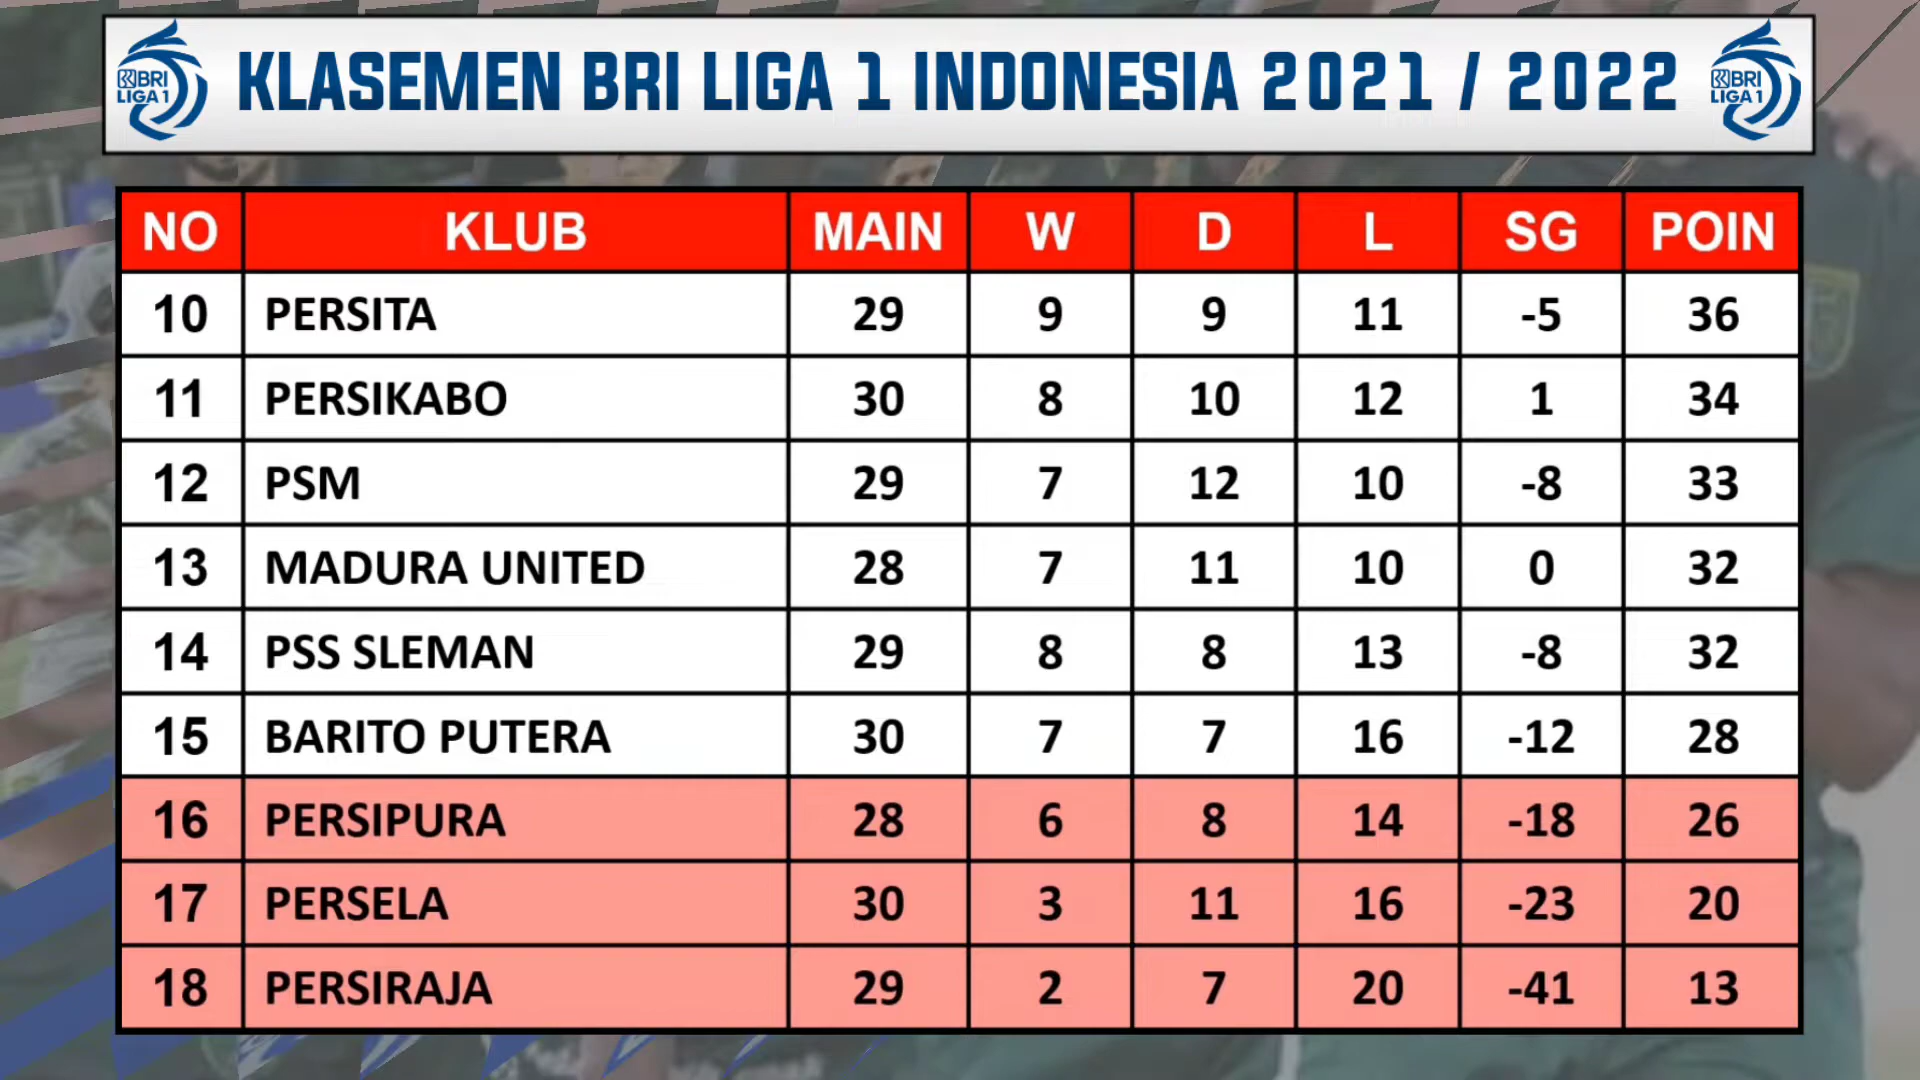 BRI
LIGA 1
KLASEMEN BRI LIGA 1 INDONESIA 2021 / 2022
BRI
LIGA 1
NO KLUB MAIN W D L SG POIN
10 PERSITA 29 9 9 11 -5 36
11 PERSIKABO 30 8 10 12 1 34
12 PSM 29 7 12 10 -8 33
13 MADURA UNITED 28 7 11 10 0 32
14 PSS SLEMAN 29 8 8 13 -8 32
15 BARITO PUTERA 30 7 7 16 -12 28
16 PERSIPURA 28 6 8 14 -18 26
17 PERSELA 30 3 11 16 -23 20
18 PERSIRAJA 29 2 7 20 -41 13